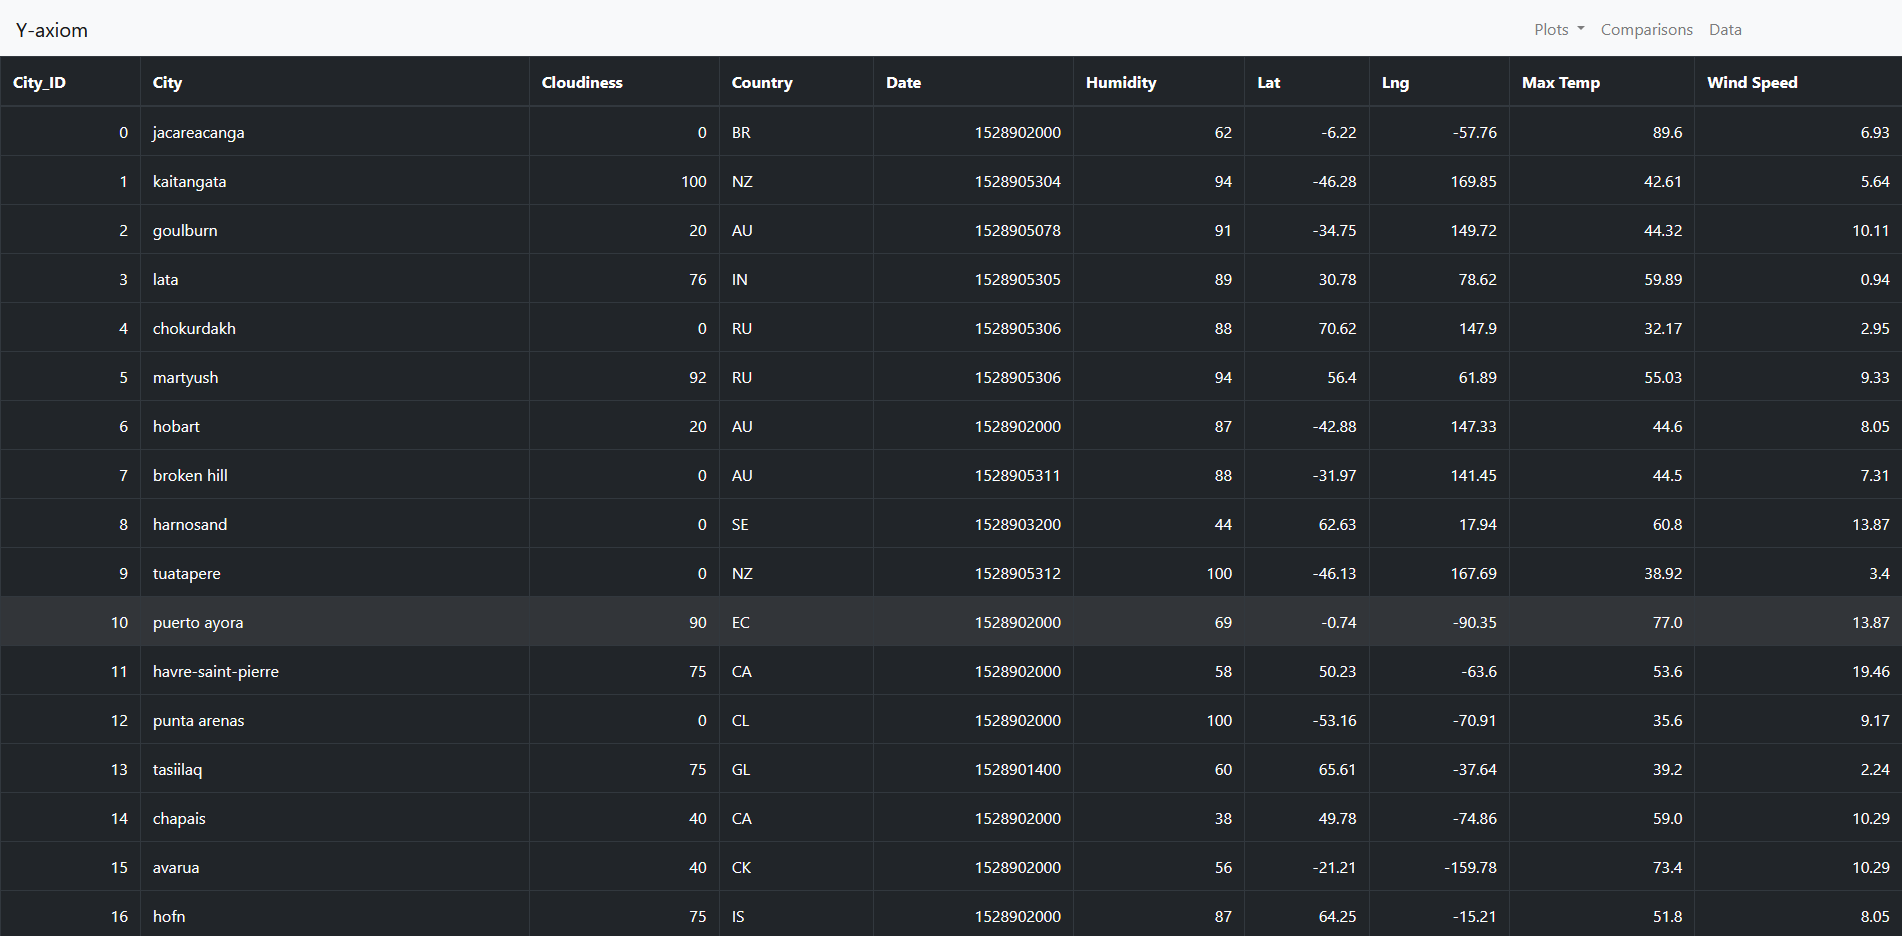 Y-axiom Plots Comparisons Data
City_ID City Cloudiness Country Date Humidity Lat Lng Max Temp Wind Speed
0 jacareacanga 0 BR 1528902000 62 -6.22 -57.76 89.6 6.93
1 kaitangata 100 NZ 1528905304 94 -46.28 169.85 42.61 5.64
2 goulburn 20 AU 1528905078 91 -34.75 149.72 44.32 10.11
3 lata 76 IN 1528905305 89 30.78 78.62 59.89 0.94
4 chokurdakh 0 RU 1528905306 88 70.62 147.9 32.17 2.95
5 martyush 92 RU 1528905306 94 56.4 61.89 55.03 9.33
6 hobart 20 AU 1528902000 87 -42.88 147.33 44.6 8.05
7 broken hill 0 AU 1528905311 88 -31.97 141.45 44.5 7.31
8 harnosand 0 SE 1528903200 44 62.63 17.94 60.8 13.87
9 tuatapere 0 NZ 1528905312 100 -46.13 167.69 38.92 3.4
10 puerto ayora 90 EC 1528902000 69 -0.74 -90.35 77.0 13.87
11 havre-saint-pierre 75 CA 1528902000 58 50.23 -63.6 53.6 19.46
12 punta arenas 0 CL 1528902000 100 -53.16 -70.91 35.6 9.17
13 tasiilaq 75 GL 1528901400 60 65.61 -37.64 39.2 2.24
14 chapais 40 CA 1528902000 38 49.78 -74.86 59.0 10.29
15 avarua 40 CK 1528902000 56 -21.21 -159.78 73.4 10.29
16 hofn 75 IS 1528902000 87 64.25 -15.21 51.8 8.05